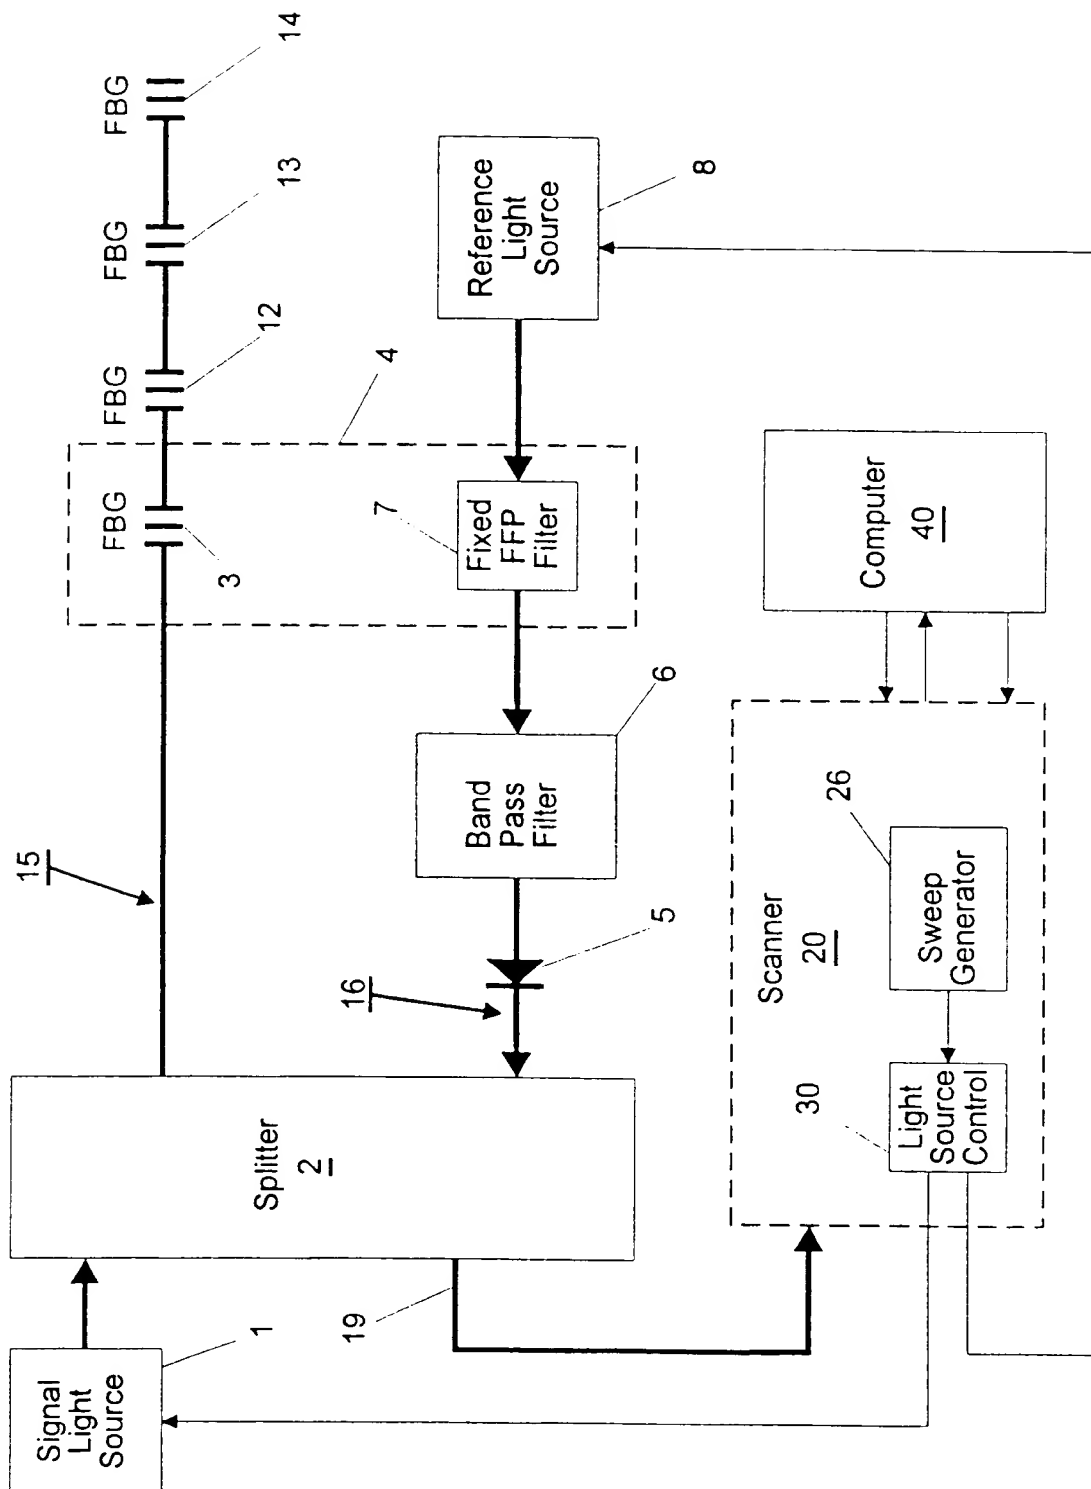 Signal
Light
Source
1
Splitter
2
15
FBG
3
FBG
12
FBG
13
FBG
14
4
16
5
Band
Pass
Filter
6
Fixed
FFP
Filter
7
Reference
Light
Source
8
19
Scanner
20
Light
Source
Control
30
Sweep
Generator
26
Computer
40